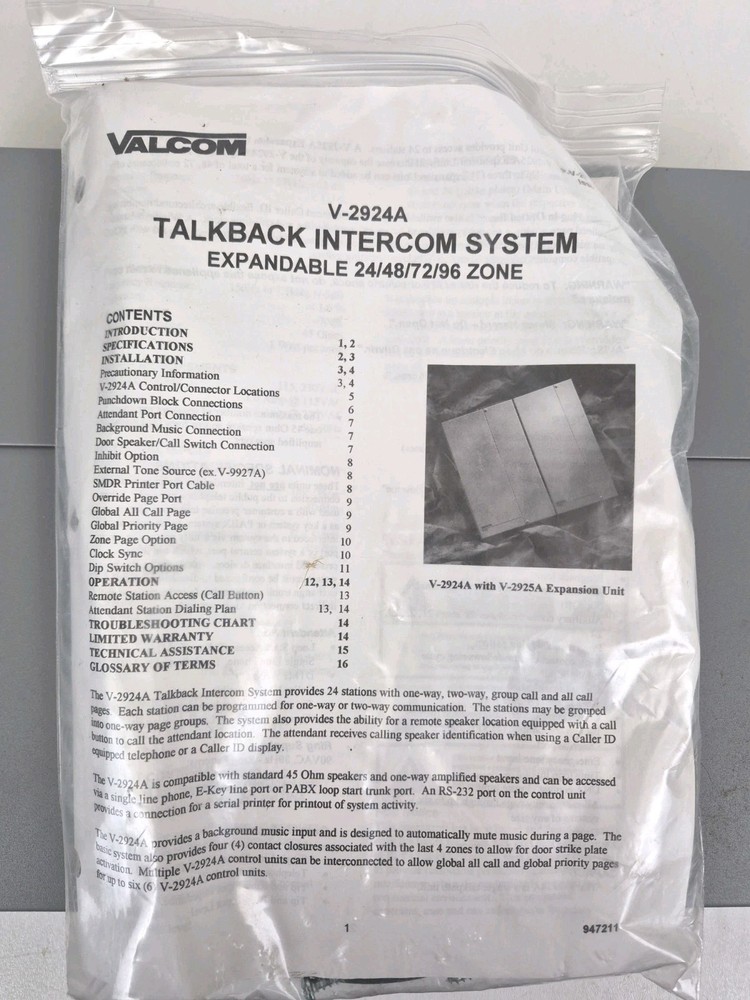 VALCOM
V-2924A
TALKBACK INTERCOM SYSTEM
EXPANDABLE 24/48/72/96 ZONE
CONTENTS
INTRODUCTION 1, 2
SPECIFICATIONS 2, 3
INSTALLATION 3, 4
Precautionary Information 3, 4
V-2924A Control/Connector Locations 5
Punchdown Block Connections 6
Attendant Port Connection 7
Background Music Connection 7
Door Speaker/Call Switch Connection 7
Inhibit Option 8
External Tone Source (ex. V-9927A) 8
SMDR Printer Port Cable 8
Override Page Port 9
Global All Call Page 9
Global Priority Page 9
Zone Page Option 10
Clock Sync 10
Dip Switch Options 11
OPERATION 12, 13, 14
Remote Station Access (Call Button) 13
Attendant Station Dialing Plan 13, 14
TROUBLESHOOTING CHART 14
LIMITED WARRANTY 14
TECHNICAL ASSISTANCE 15
GLOSSARY OF TERMS 16
V-2924A with V-2925A Expansion Unit
The V-2924A Talkback Intercom System provides 24 stations with one-way, two-way, group call and all call
pages. Each station can be programmed for one-way or two-way communication. The stations may be grouped
into one-way page groups. The system also provides the ability for a remote speaker location equipped with a call
button to call the attendant location. The attendant receives calling speaker identification when using a Caller ID
equipped telephone or a Caller ID display.
The V-2924A is compatible with standard 45 Ohm speakers and one-way amplified speakers and can be accessed
via a single line phone, E-Key line port or PABX loop start trunk port. An RS-232 port on the control unit
provides a connection for a serial printer for printout of system activity.
The V-2924A provides a background music input and is designed to automatically mute music during a page. The
basic system also provides four (4) contact closures associated with the last 4 zones to allow for door strike plate
activation. Multiple V-2924A control units can be interconnected to allow global all call and global priority pages
for up to six (6) V-2924A control units.
1
947211